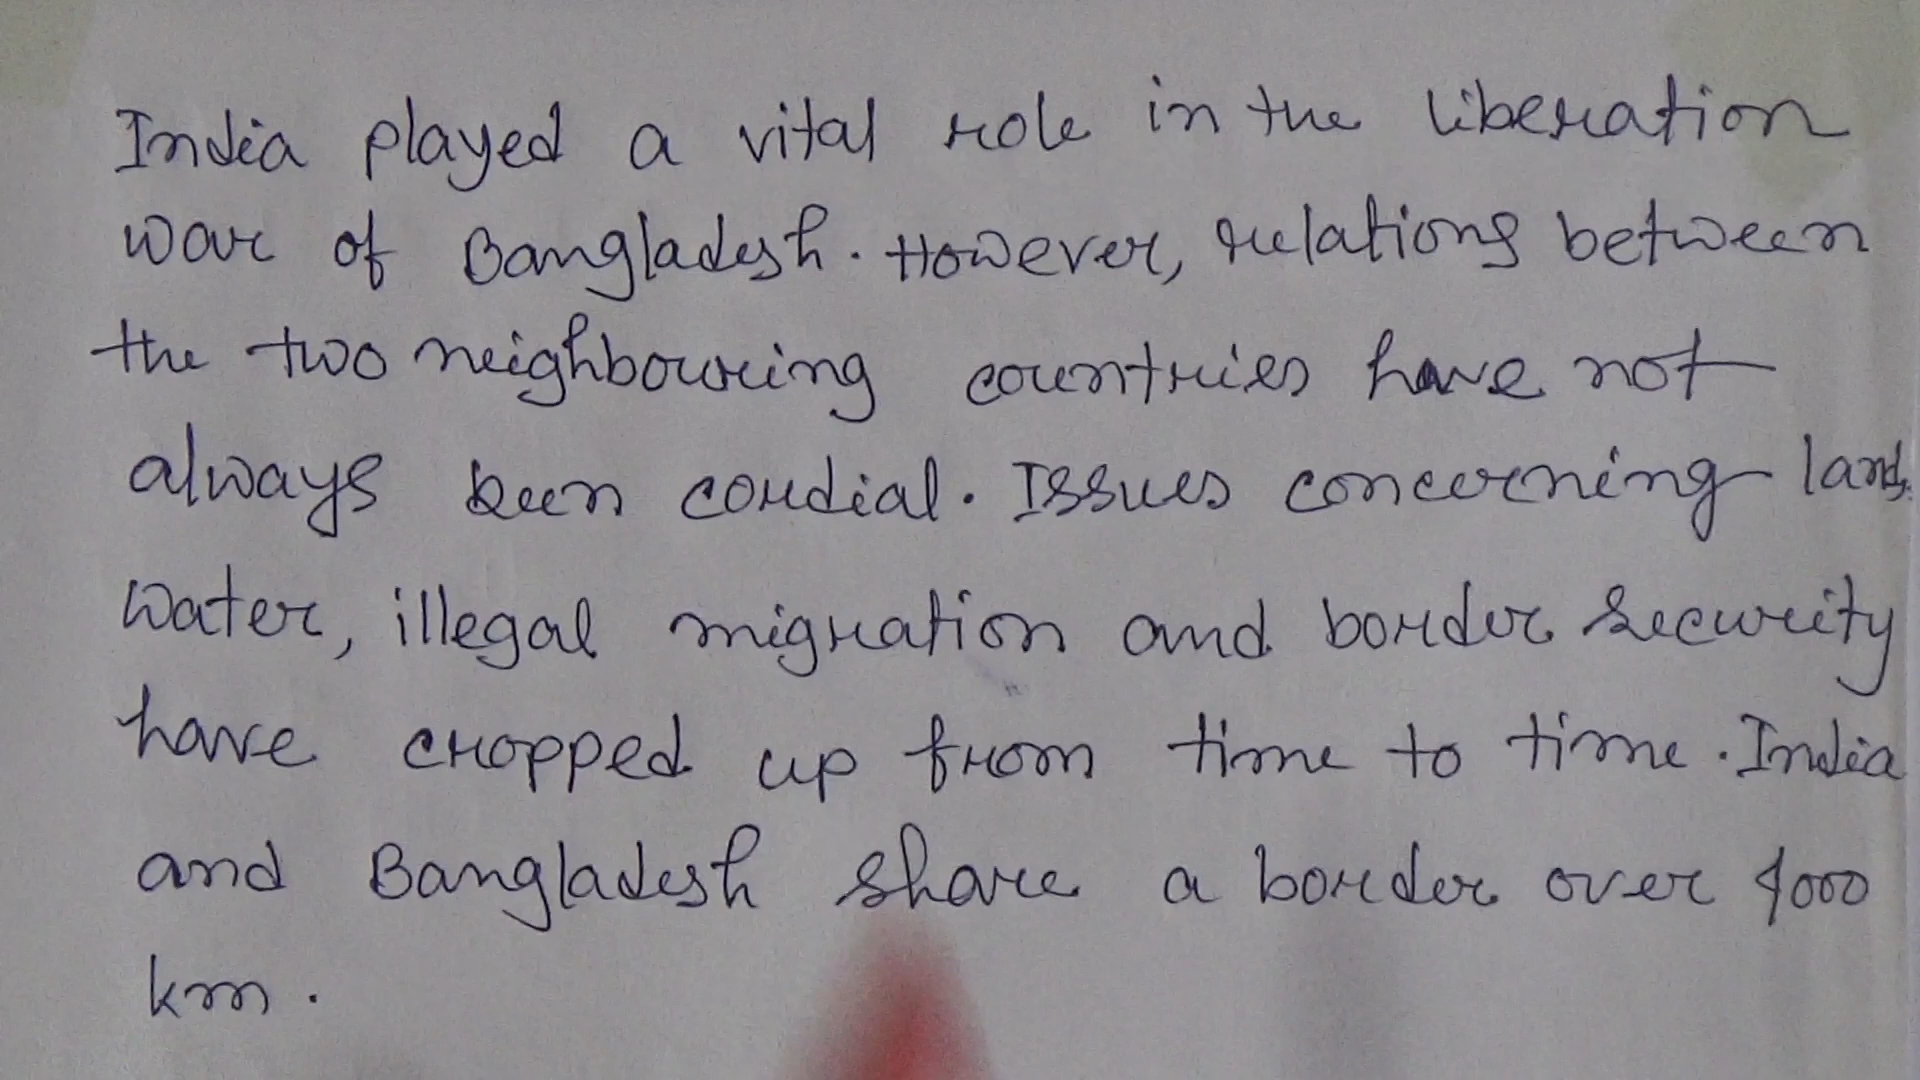 India played a vital role in the liberation
war of Bangladesh. However, relations between
the two neighbouring countries have not
always been cordial. Issues concerning land,
water, illegal migration and border security
have cropped up from time to time. India
and Bangladesh share a border over 4000
km.